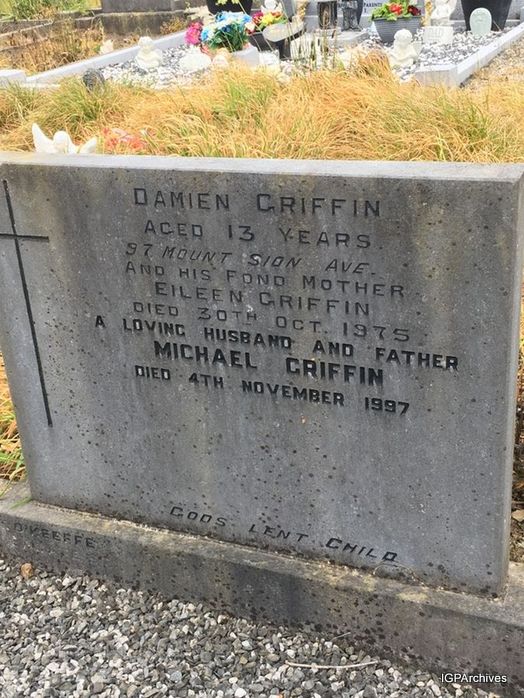 PARENTS
DAMIEN GRIFFIN
AGED 13 YEARS.
97 MOUNT SION AVE.
AND HIS FOND MOTHER
EILEEN GRIFFIN
DIED 30TH OCT. 1975
A LOVING HUSBAND AND FATHER
MICHAEL GRIFFIN
DIED 4TH NOVEMBER 1997
GODS LENT CHILD
O'KEEFFE
IGPArchives